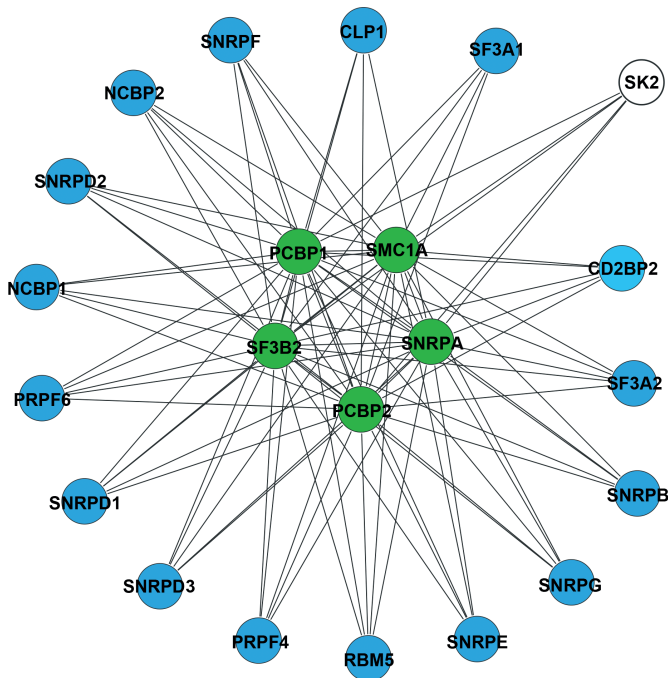 CLP1
SNRPF
SF3A1
SK2
NCBP2
SNRPD2
PCBP1
SMC1A
CD2BP2
NCBP1
SF3B2
SNRPA
SF3A2
PRPF6
PCBP2
SNRPD1
SNRPB
SNRPD3
SNRPG
PRPF4
SNRPE
RBM5